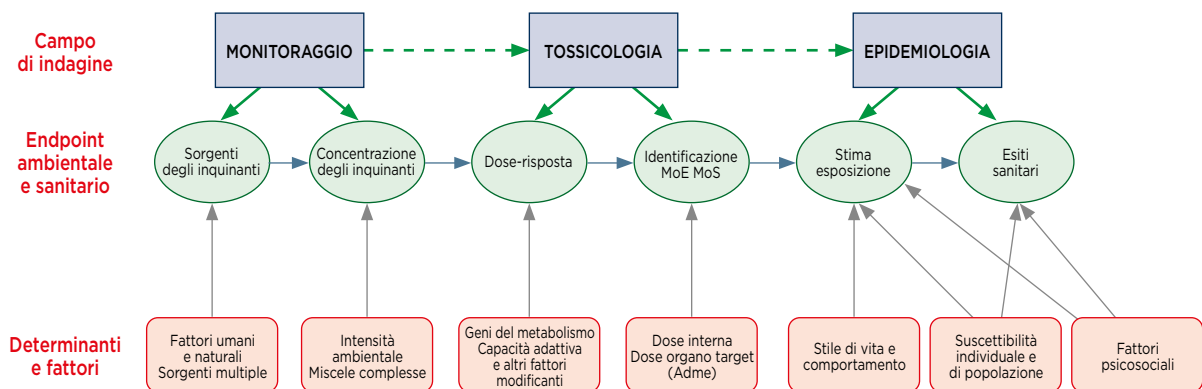 Campo
di indagine
MONITORAGGIO
TOSSICOLOGIA
EPIDEMIOLOGIA
Endpoint
ambientale
e sanitario
Sorgenti
degli inquinanti
Concentrazione
degli inquinanti
Dose-risposta
Identificazione
MoE MoS
Stima
esposizione
Esiti
sanitari
Determinanti
e fattori
Fattori umani
e naturali
Sorgenti multiple
Intensità
ambientale
Miscele complesse
Geni del metabolismo
Capacità adattiva
e altri fattori
modificanti
Dose interna
Dose organo target
(Adme)
Stile di vita e
comportamento
Suscettibilità
individuale e
di popolazione
Fattori
psicosociali